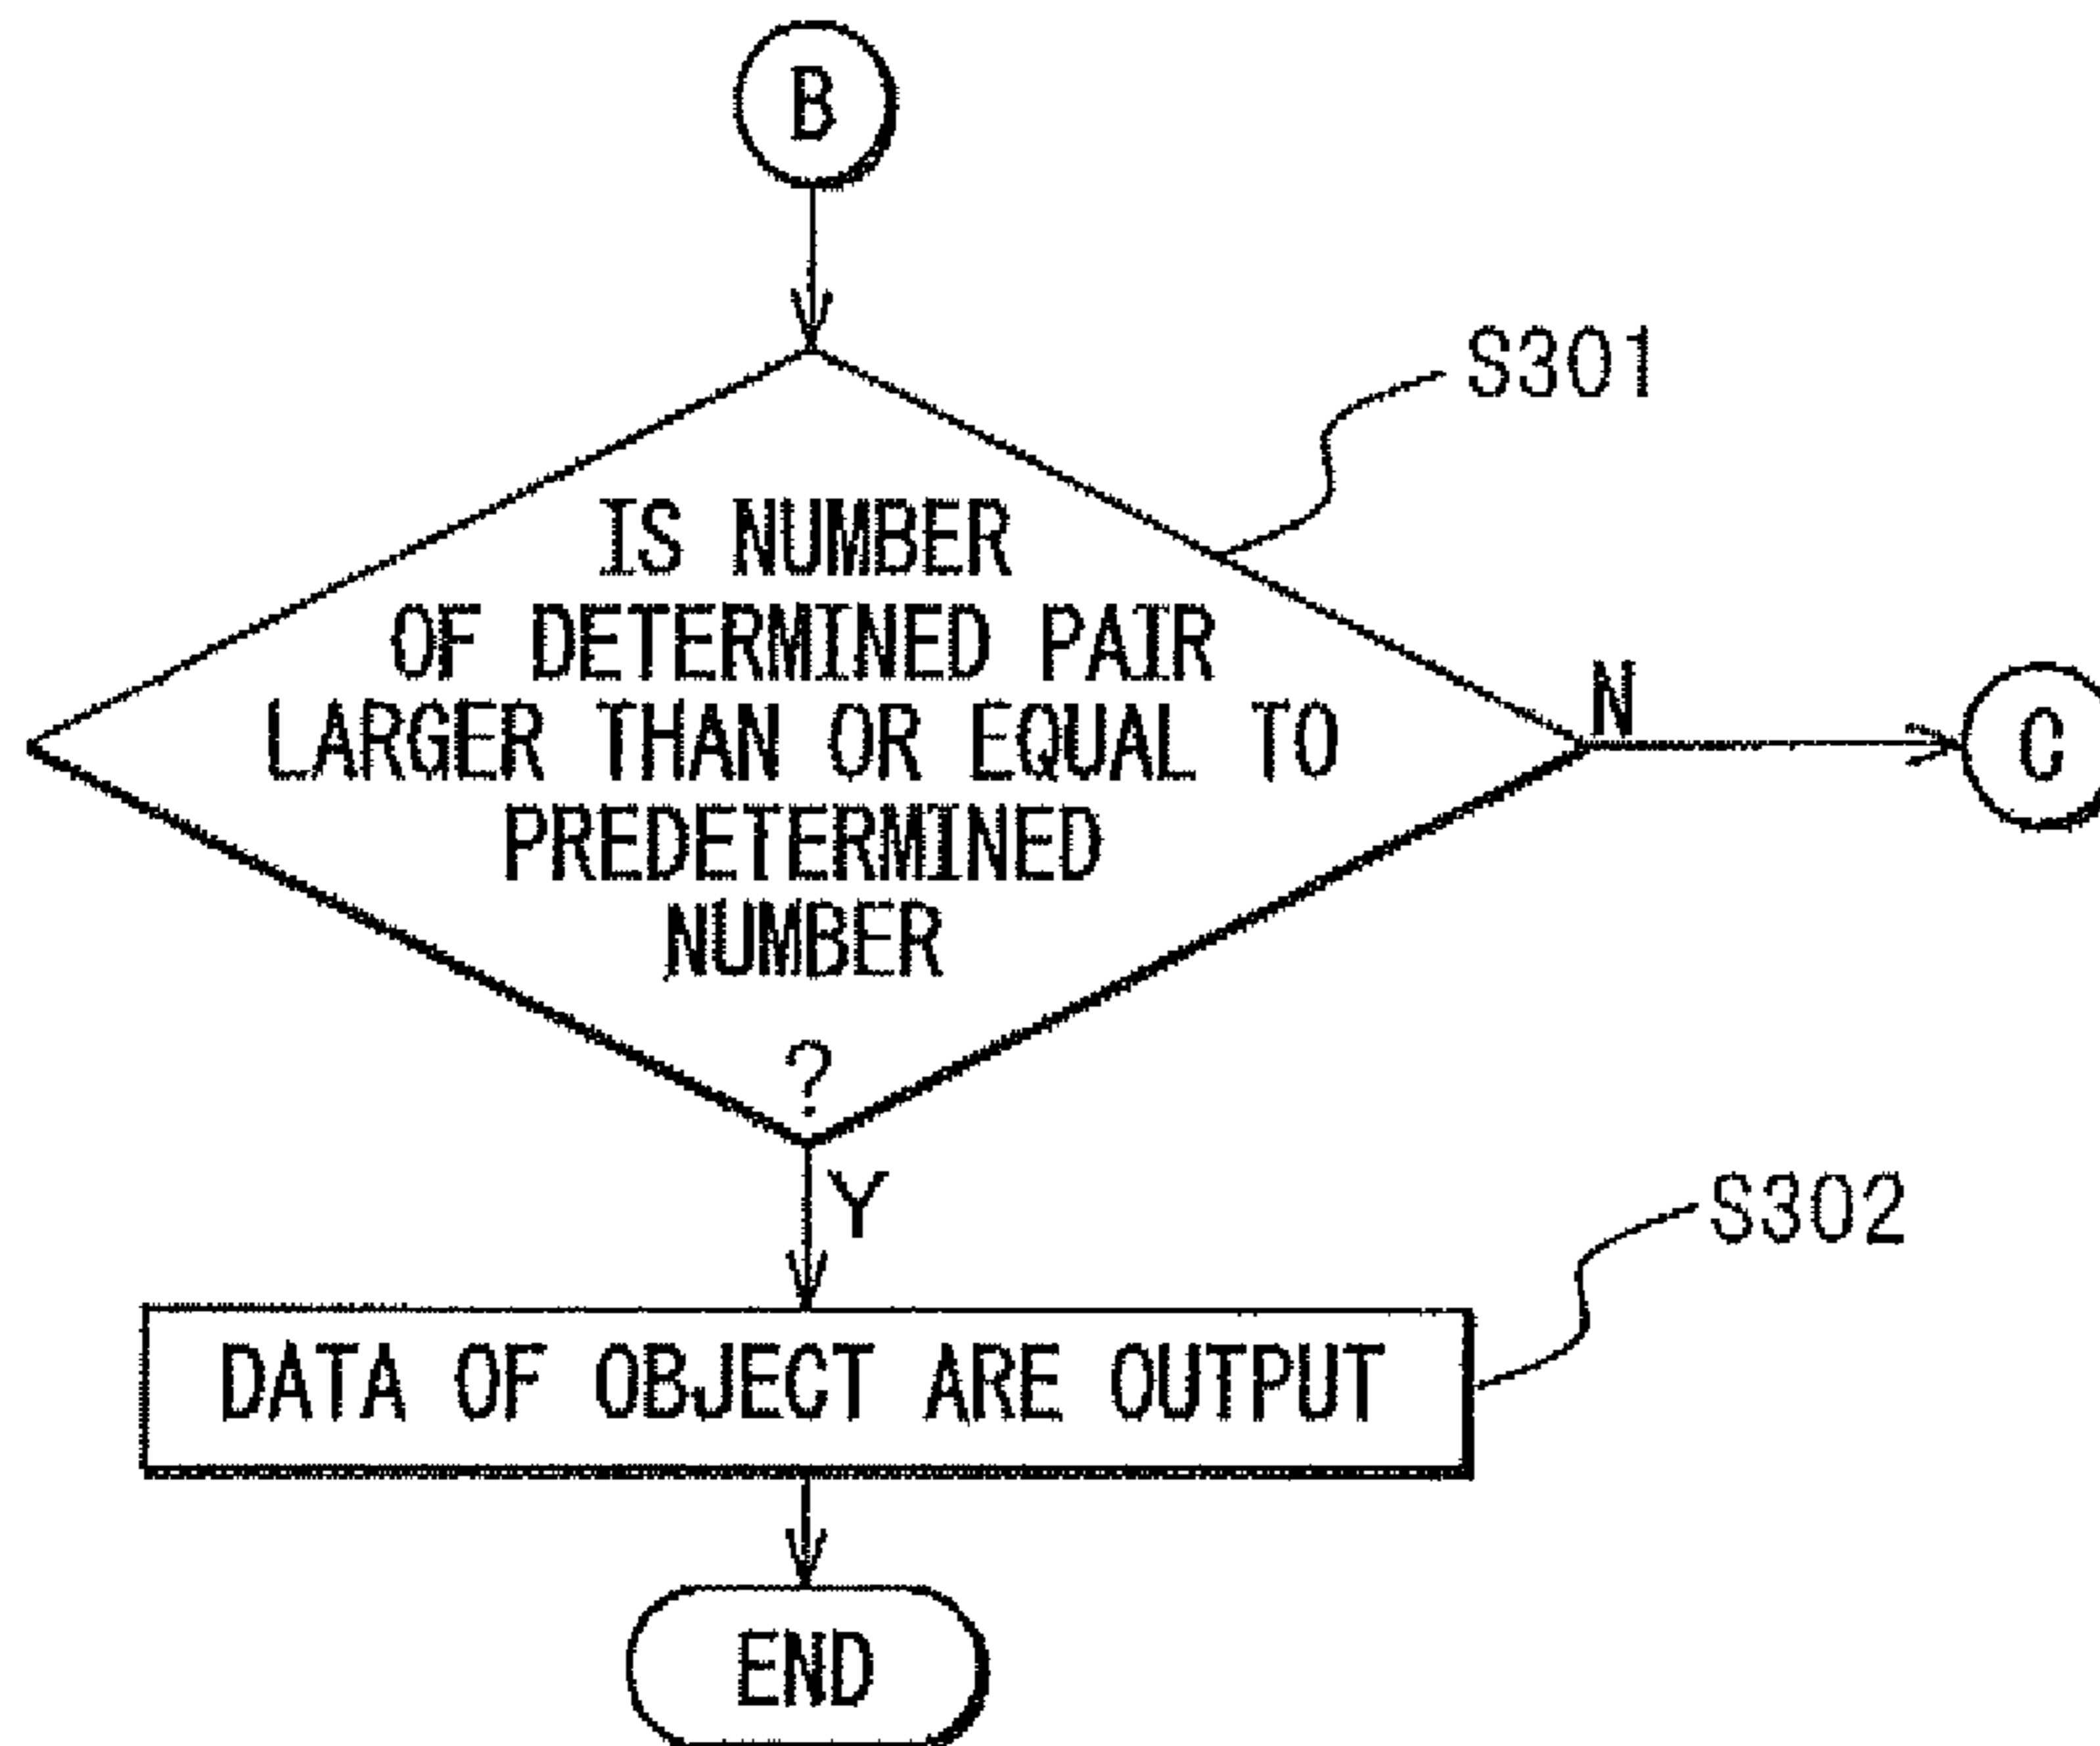 B
S301
IS NUMBER
OF DETERMINED PAIR
LARGER THAN OR EQUAL TO
PREDETERMINED
NUMBER
?
N
C
Y
S302
DATA OF OBJECT ARE OUTPUT
END